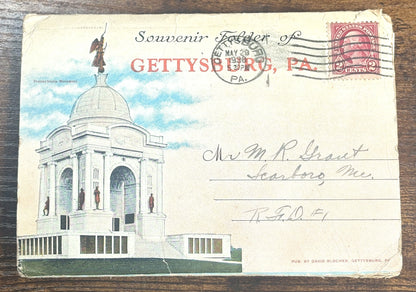 Souvenir Folder of
GETTYSBURG, PA.
GETTYSBURG
MAY 29
PA.
2 CENTS 2
Pennsylvania Monument
Mr M. R. Grant
Scarboro, Me.
R.F.D #1
PUB. BY DAVID BLOCHER, GETTYSBURG, PA.